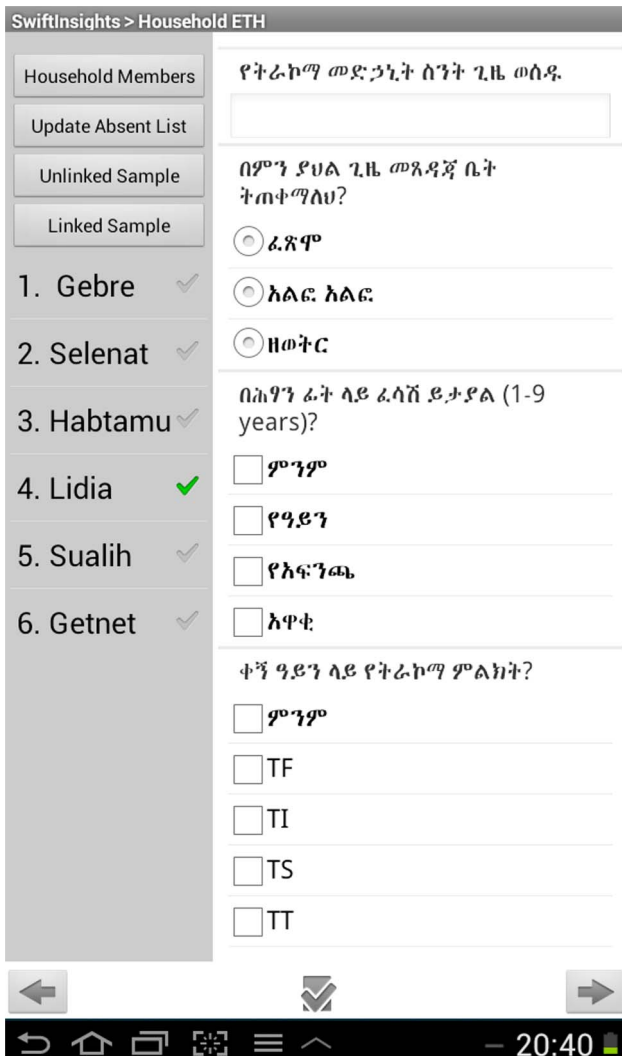 SwiftInsights > Household ETH
Household Members
Update Absent List
Unlinked Sample
Linked Sample
1. Gebre
2. Selenat
3. Habtamu
4. Lidia
5. Sualih
6. Getnet
የትራኮማ መድኃኒት ስንት ጊዜ ወሰዱ
በምን ያህል ጊዜ መጸዳጃ ቤት
ትጠቀማለህ?
ፈጽሞ
አልፎ አልፎ
ዘወትር
በሕፃን ፊት ላይ ፈሳሽ ይታያል (1-9
years)?
ምንም
የዓይን
የአፍንጫ
አዋቂ
ቀኝ ዓይን ላይ የትራኮማ ምልክት?
ምንም
TF
TI
TS
TT
20:40